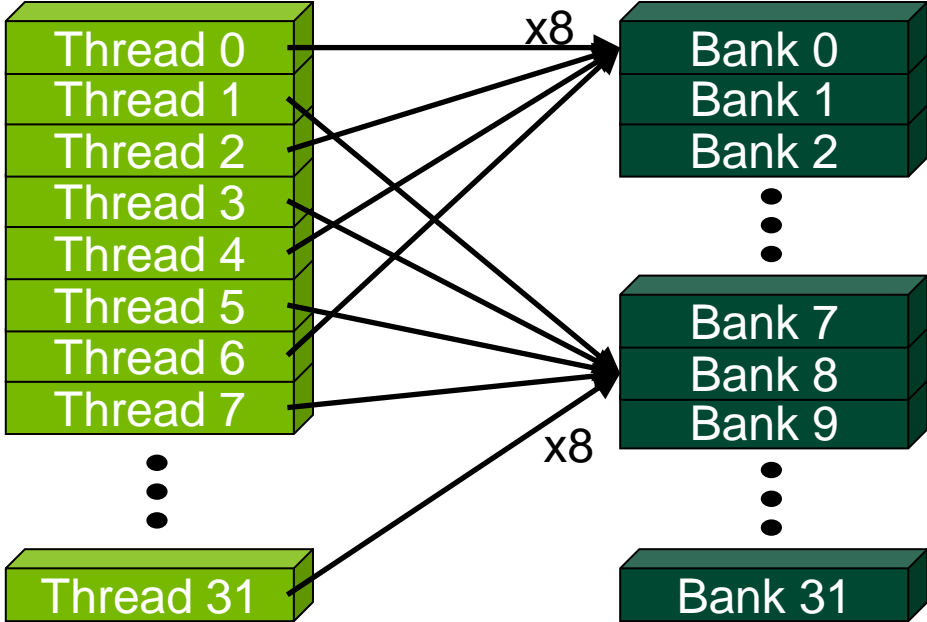 Thread 0
Thread 1
Thread 2
Thread 3
Thread 4
Thread 5
Thread 6
Thread 7
Thread 31
x8
x8
Bank 0
Bank 1
Bank 2
Bank 7
Bank 8
Bank 9
Bank 31